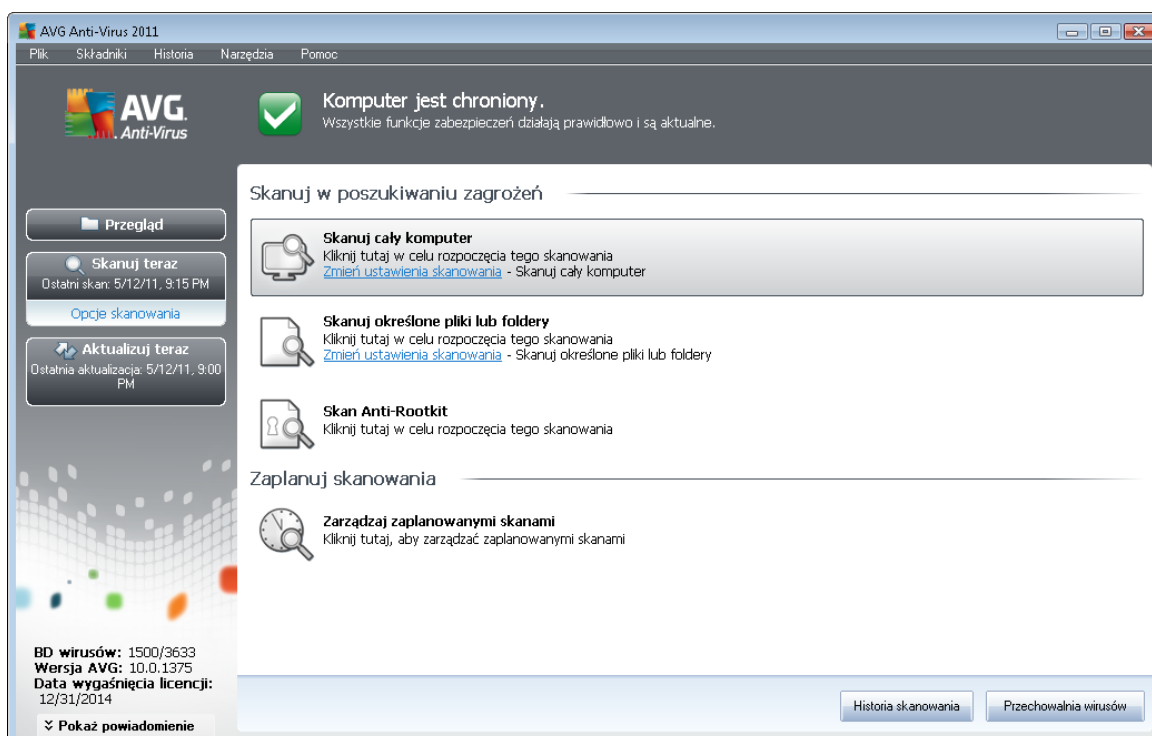 AVG Anti-Virus 2011
Plik Składniki Historia Narzędzia Pomoc
AVG.
Anti-Virus
Komputer jest chroniony.
Wszystkie funkcje zabezpieczeń działają prawidłowo i są aktualne.
Przegląd
Skanuj teraz
Ostatni skan: 5/12/11, 9:15 PM
Opcje skanowania
Aktualizuj teraz
Ostatnia aktualizacja: 5/12/11, 9:00
PM
Skanuj w poszukiwaniu zagrożeń
Skanuj cały komputer
Kliknij tutaj w celu rozpoczęcia tego skanowania
Zmień ustawienia skanowania - Skanuj cały komputer
Skanuj określone pliki lub foldery
Kliknij tutaj w celu rozpoczęcia tego skanowania
Zmień ustawienia skanowania - Skanuj określone pliki lub foldery
Skan Anti-Rootkit
Kliknij tutaj w celu rozpoczęcia tego skanowania
Zaplanuj skanowania
Zarządzaj zaplanowanymi skanami
Kliknij tutaj, aby zarządzać zaplanowanymi skanami
BD wirusów: 1500/3633
Wersja AVG: 10.0.1375
Data wygaśnięcia licencji:
12/31/2014
Pokaż powiadomienie
Historia skanowania
Przechowalnia wirusów